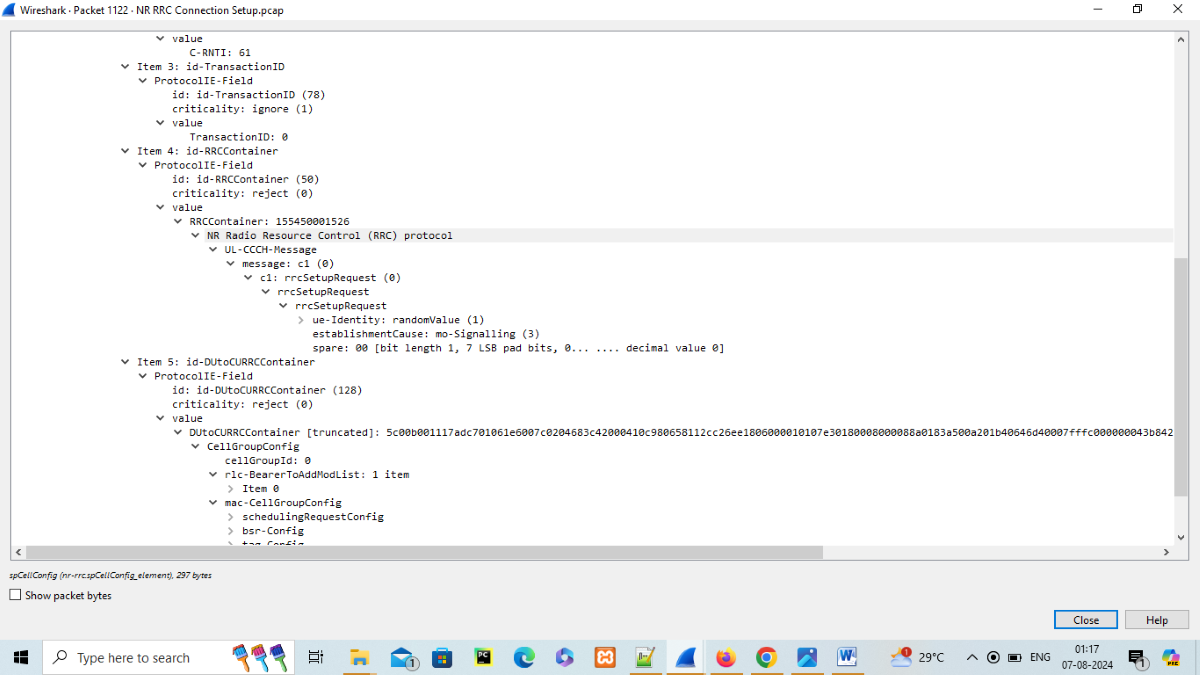 Wireshark · Packet 1122 · NR RRC Connection Setup.pcap
value
C-RNTI: 61
Item 3: id-TransactionID
ProtocolIE-Field
id: id-TransactionID (78)
criticality: ignore (1)
value
TransactionID: 0
Item 4: id-RRCContainer
ProtocolIE-Field
id: id-RRCContainer (50)
criticality: reject (0)
value
RRCContainer: 155450001526
NR Radio Resource Control (RRC) protocol
UL-CCCH-Message
message: c1 (0)
c1: rrcSetupRequest (0)
rrcSetupRequest
rrcSetupRequest
ue-Identity: randomValue (1)
establishmentCause: mo-Signalling (3)
spare: 00 [bit length 1, 7 LSB pad bits, 0... .... decimal value 0]
Item 5: id-DUtoCURRCContainer
ProtocolIE-Field
id: id-DUtoCURRCContainer (128)
criticality: reject (0)
value
DUtoCURRCContainer [truncated]: 5c00b001117adc701061e6007c0204683c42000410c980658112cc26ee1806000010107e30180008000088a0183a500a201b40646d40007fffc000000043b842
CellGroupConfig
cellGroupId: 0
rlc-BearerToAddModList: 1 item
Item 0
mac-CellGroupConfig
schedulingRequestConfig
bsr-Config
tag-Config
spCellConfig (nr-rrc.spCellConfig_element), 297 bytes
Show packet bytes
Close
Help
Type here to search
1
PC
W
29°C
ENG
01:17
07-08-2024
1
PRE